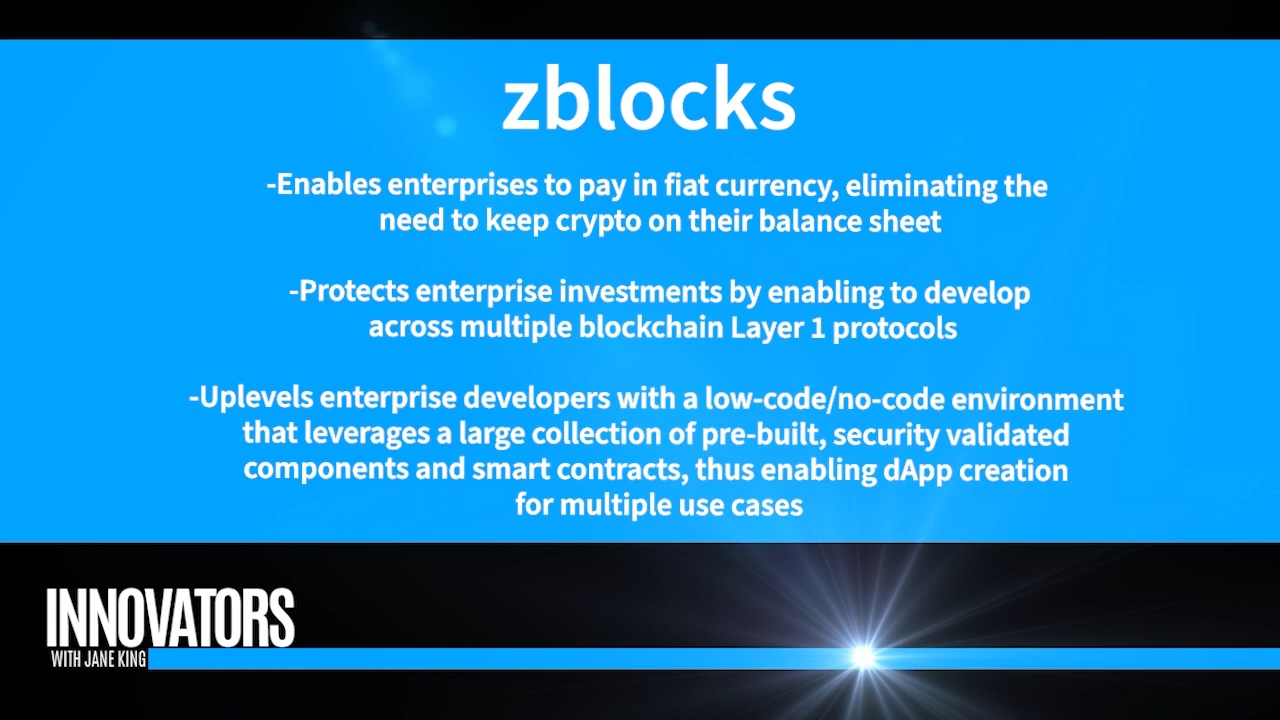 zblocks
-Enables enterprises to pay in fiat currency, eliminating the
need to keep crypto on their balance sheet
-Protects enterprise investments by enabling to develop
across multiple blockchain Layer 1 protocols
-Uplevels enterprise developers with a low-code/no-code environment
that leverages a large collection of pre-built, security validated
components and smart contracts, thus enabling dApp creation
for multiple use cases
INNOVATORS
WITH JANE KING